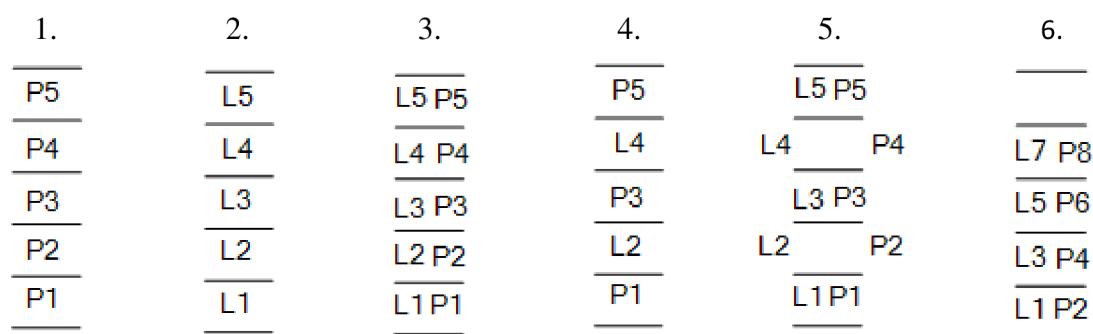 1. 2. 3. 4. 5. 6.
P5 L5 L5 P5 P5 L5 P5
P4 L4 L4 P4 L4 L4 P4 L7 P8
P3 L3 L3 P3 P3 L3 P3 L5 P6
P2 L2 L2 P2 L2 L2 P2 L3 P4
P1 L1 L1 P1 P1 L1 P1 L1 P2